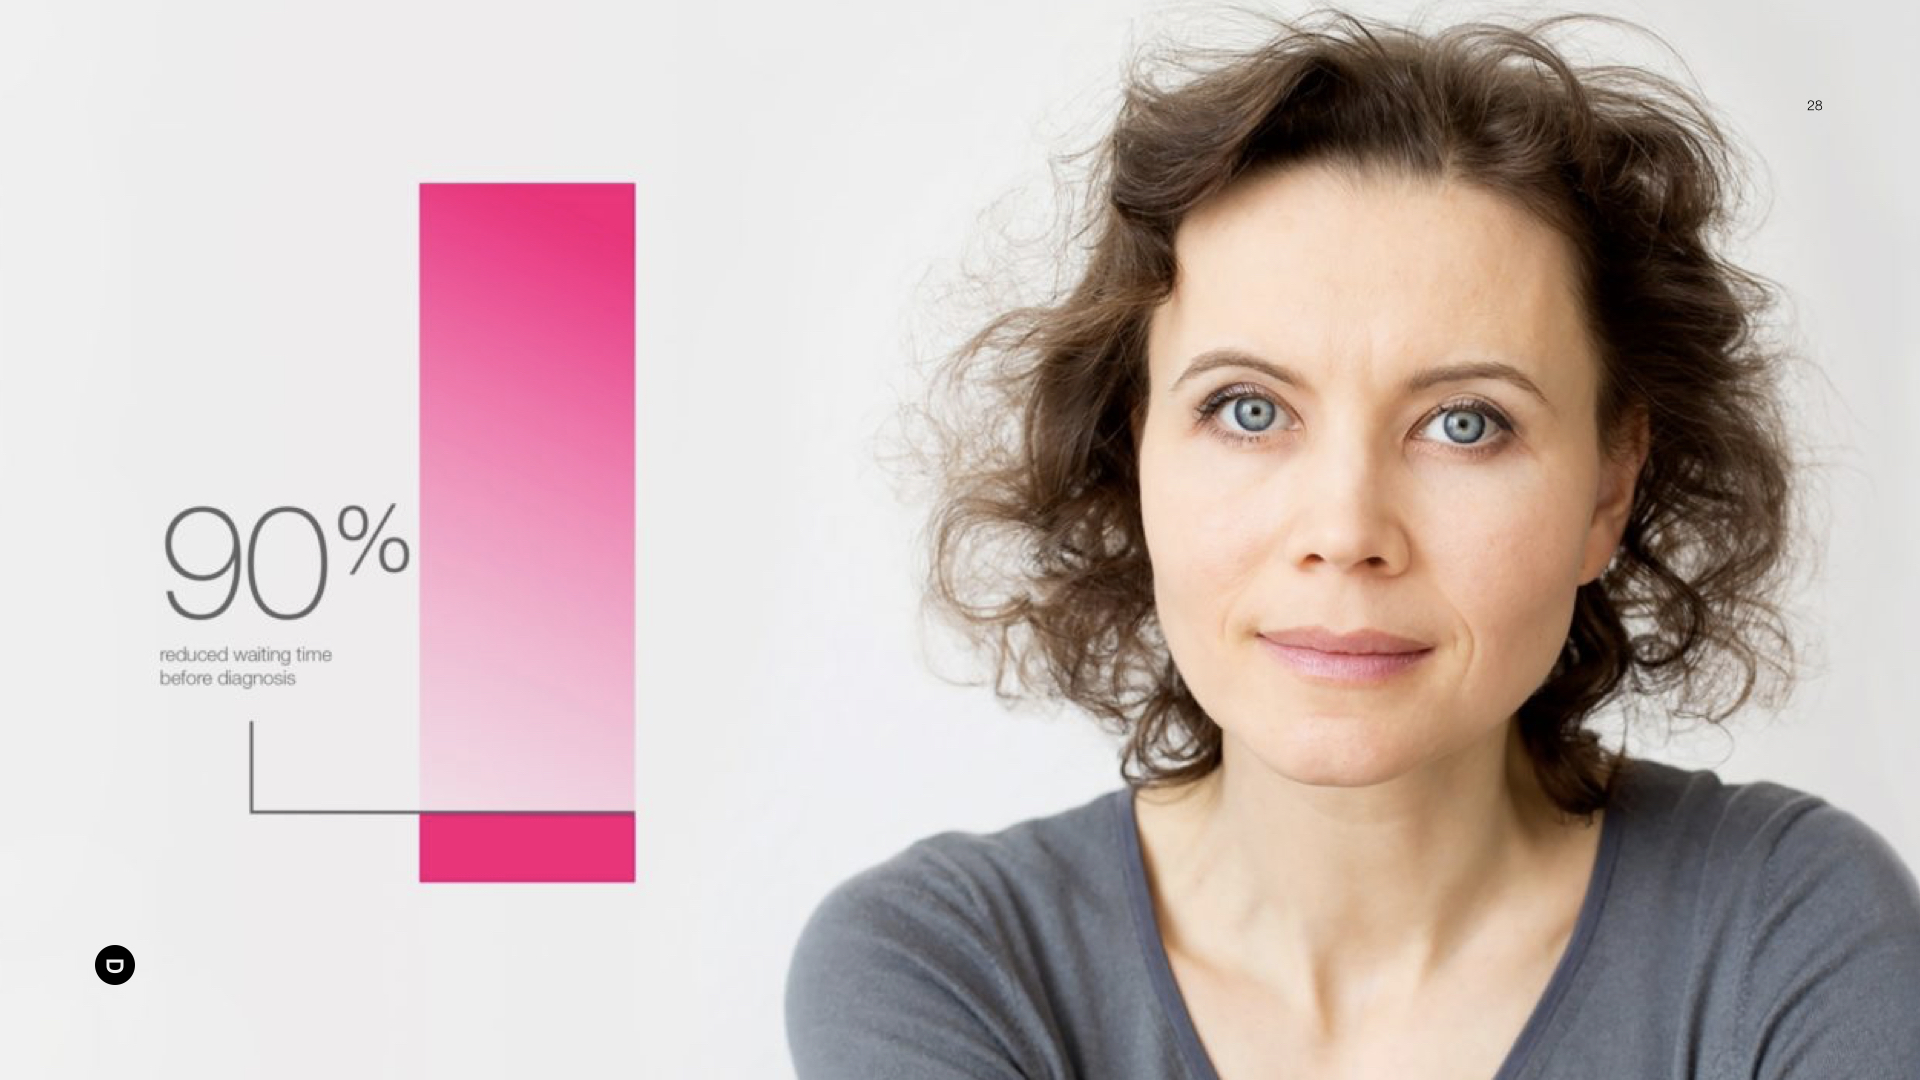 28
90%
reduced waiting time
before diagnosis
D